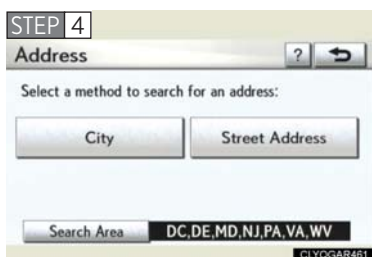 STEP 4
Address ?
Select a method to search for an address:
City Street Address
Search Area DC,DE,MD,NJ,PA,VA,WV
CLYOGAR461